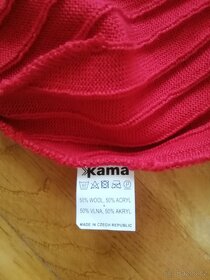 Kama
50% WOOL, 50% ACRYL
50% VLNA, 50% AKRYL
MADE IN CZECH REPUBLIC